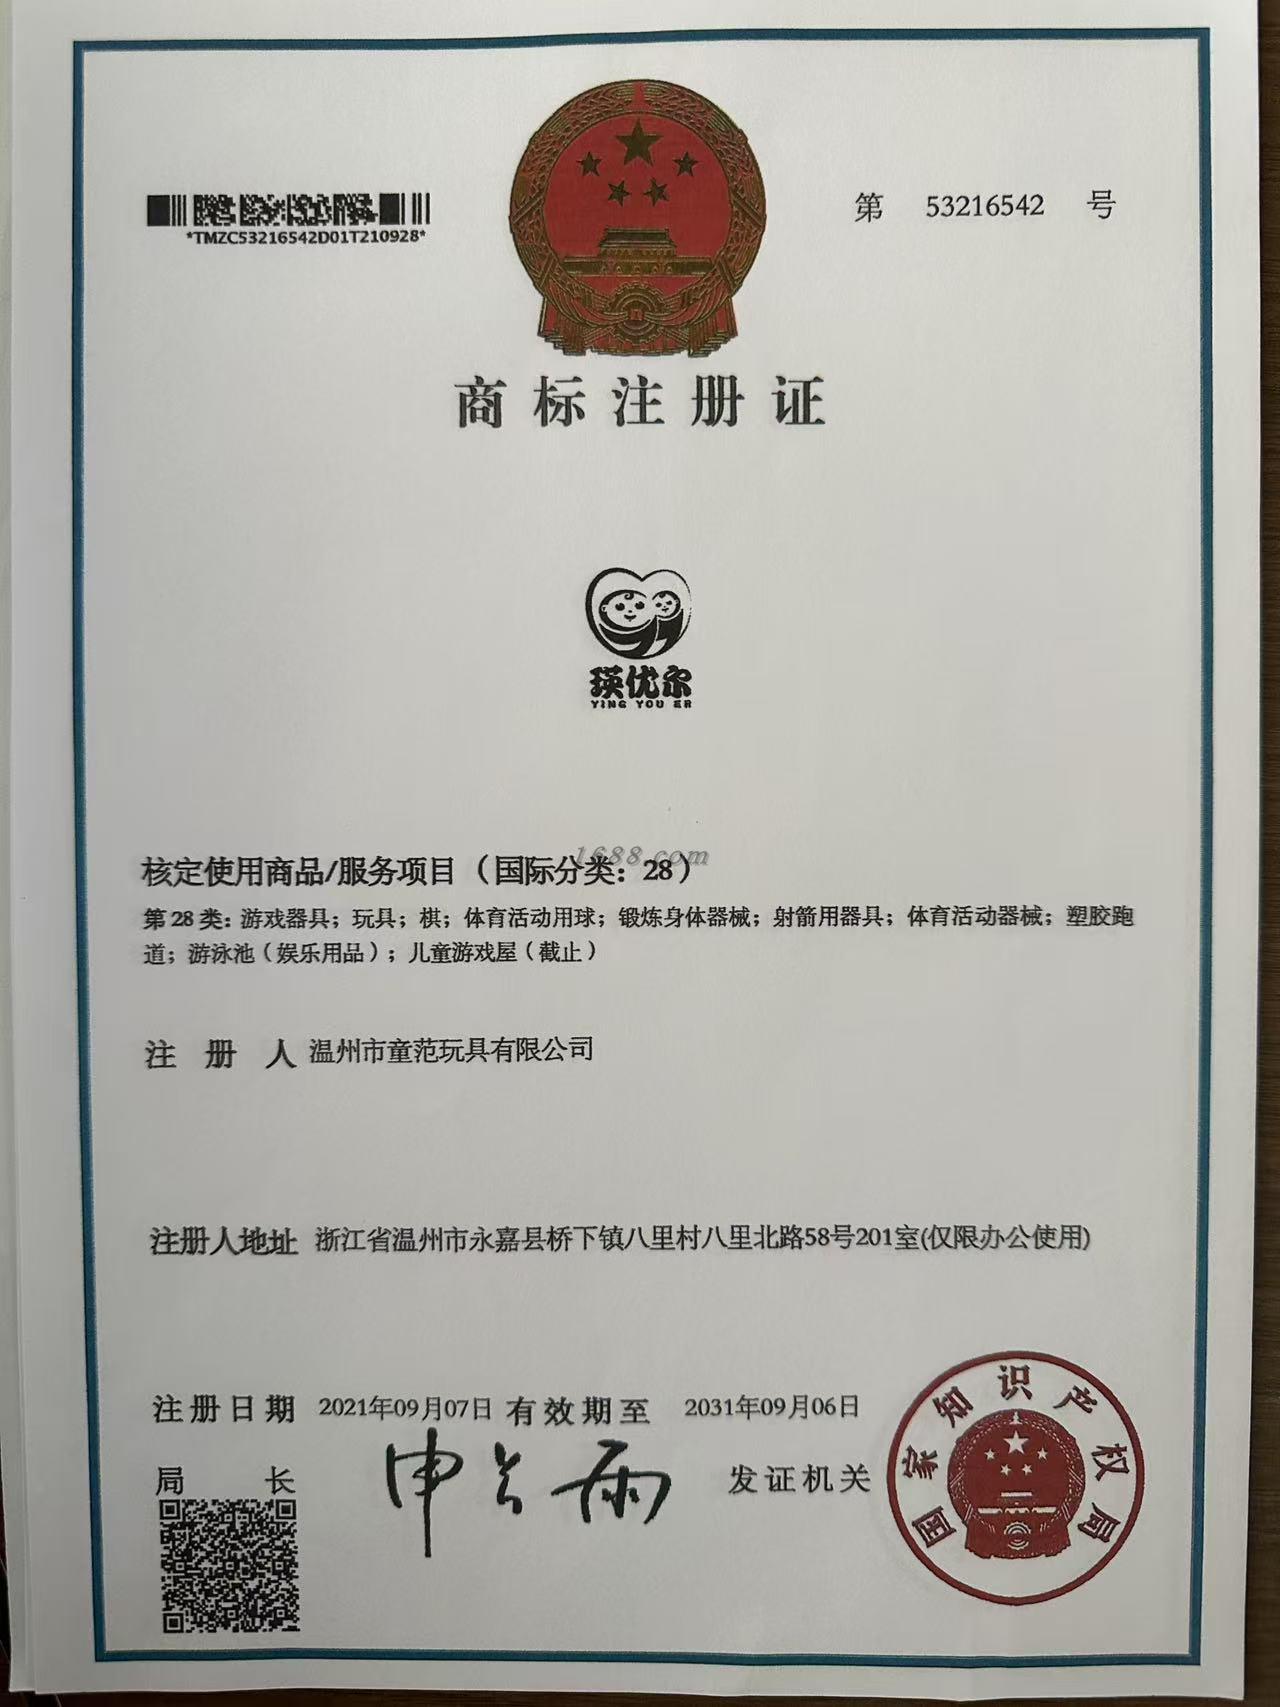 第 53216542 号
*TMZC53216542D01T210928*
商标注册证
瑛优尔
YING YOU ER
1688.com
核定使用商品/服务项目（国际分类：28）
第28类：游戏器具；玩具；棋；体育活动用球；锻炼身体器械；射箭用器具；体育活动器械；塑胶跑
道；游泳池（娱乐用品）；儿童游戏屋（截止）
注册人 温州市童范玩具有限公司
注册人地址 浙江省温州市永嘉县桥下镇八里村八里北路58号201室(仅限办公使用)
注册日期 2021年09月07日 有效期至 2031年09月06日
局长 申长雨 发证机关
国家知识产权局